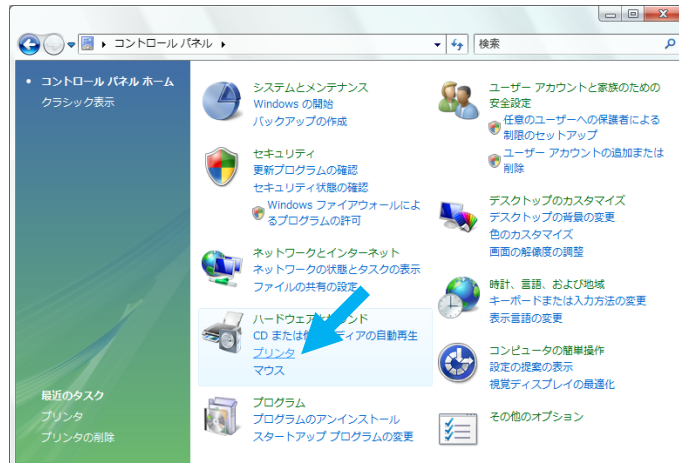 コントロール パネル
検索
コントロール パネル ホーム
クラシック表示
最近のタスク
プリンタ
プリンタの削除
システムとメンテナンス
Windows の開始
バックアップの作成
セキュリティ
更新プログラムの確認
セキュリティ状態の確認
Windows ファイアウォールによ
るプログラムの許可
ネットワークとインターネット
ネットワークの状態とタスクの表示
ファイルの共有の設定
ハードウェアとサウンド
CD または他のメディアの自動再生
プリンタ
マウス
プログラム
プログラムのアンインストール
スタートアップ プログラムの変更
ユーザー アカウントと家族のための
安全設定
任意のユーザーへの保護者による
制限のセットアップ
ユーザー アカウントの追加または
削除
デスクトップのカスタマイズ
デスクトップの背景の変更
色のカスタマイズ
画面の解像度の調整
時計、言語、および地域
キーボードまたは入力方法の変更
表示言語の変更
コンピュータの簡単操作
設定の提案の表示
視覚ディスプレイの最適化
その他のオプション